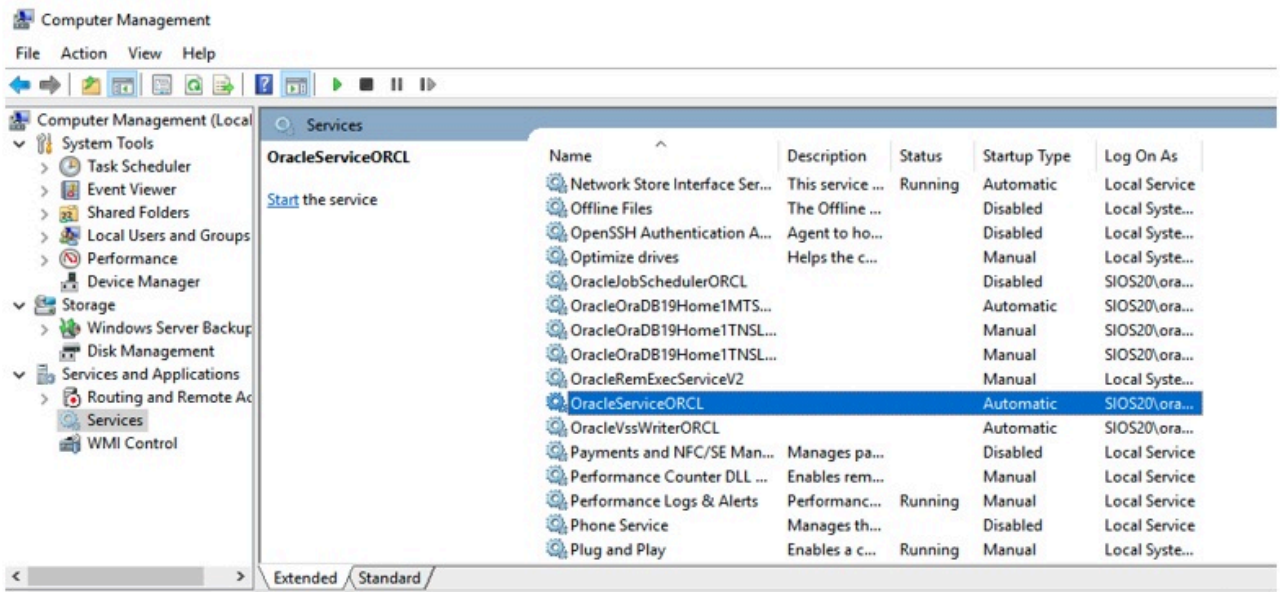 Computer Management
File Action View Help
Computer Management (Local
System Tools
Task Scheduler
Event Viewer
Shared Folders
Local Users and Groups
Performance
Device Manager
Storage
Windows Server Backup
Disk Management
Services and Applications
Routing and Remote Ac
Services
WMI Control
Services
OracleServiceORCL
Start the service
Name Description Status Startup Type Log On As
Network Store Interface Ser... This service ... Running Automatic Local Service
Offline Files The Offline ... Disabled Local Syste...
OpenSSH Authentication A... Agent to ho... Disabled Local Syste...
Optimize drives Helps the c... Manual Local Syste...
OracleJobSchedulerORCL Disabled SIOS20\ora...
OracleOraDB19Home1MTS... Automatic SIOS20\ora...
OracleOraDB19Home1TNSL... Manual SIOS20\ora...
OracleOraDB19Home1TNSL... Manual SIOS20\ora...
OracleRemExecServiceV2 Manual Local Syste...
OracleServiceORCL Automatic SIOS20\ora...
OracleVssWriterORCL Automatic SIOS20\ora...
Payments and NFC/SE Man... Manages pa... Disabled Local Service
Performance Counter DLL ... Enables rem... Manual Local Service
Performance Logs & Alerts Performanc... Running Manual Local Service
Phone Service Manages th... Disabled Local Service
Plug and Play Enables a c... Running Manual Local Syste...
Extended Standard